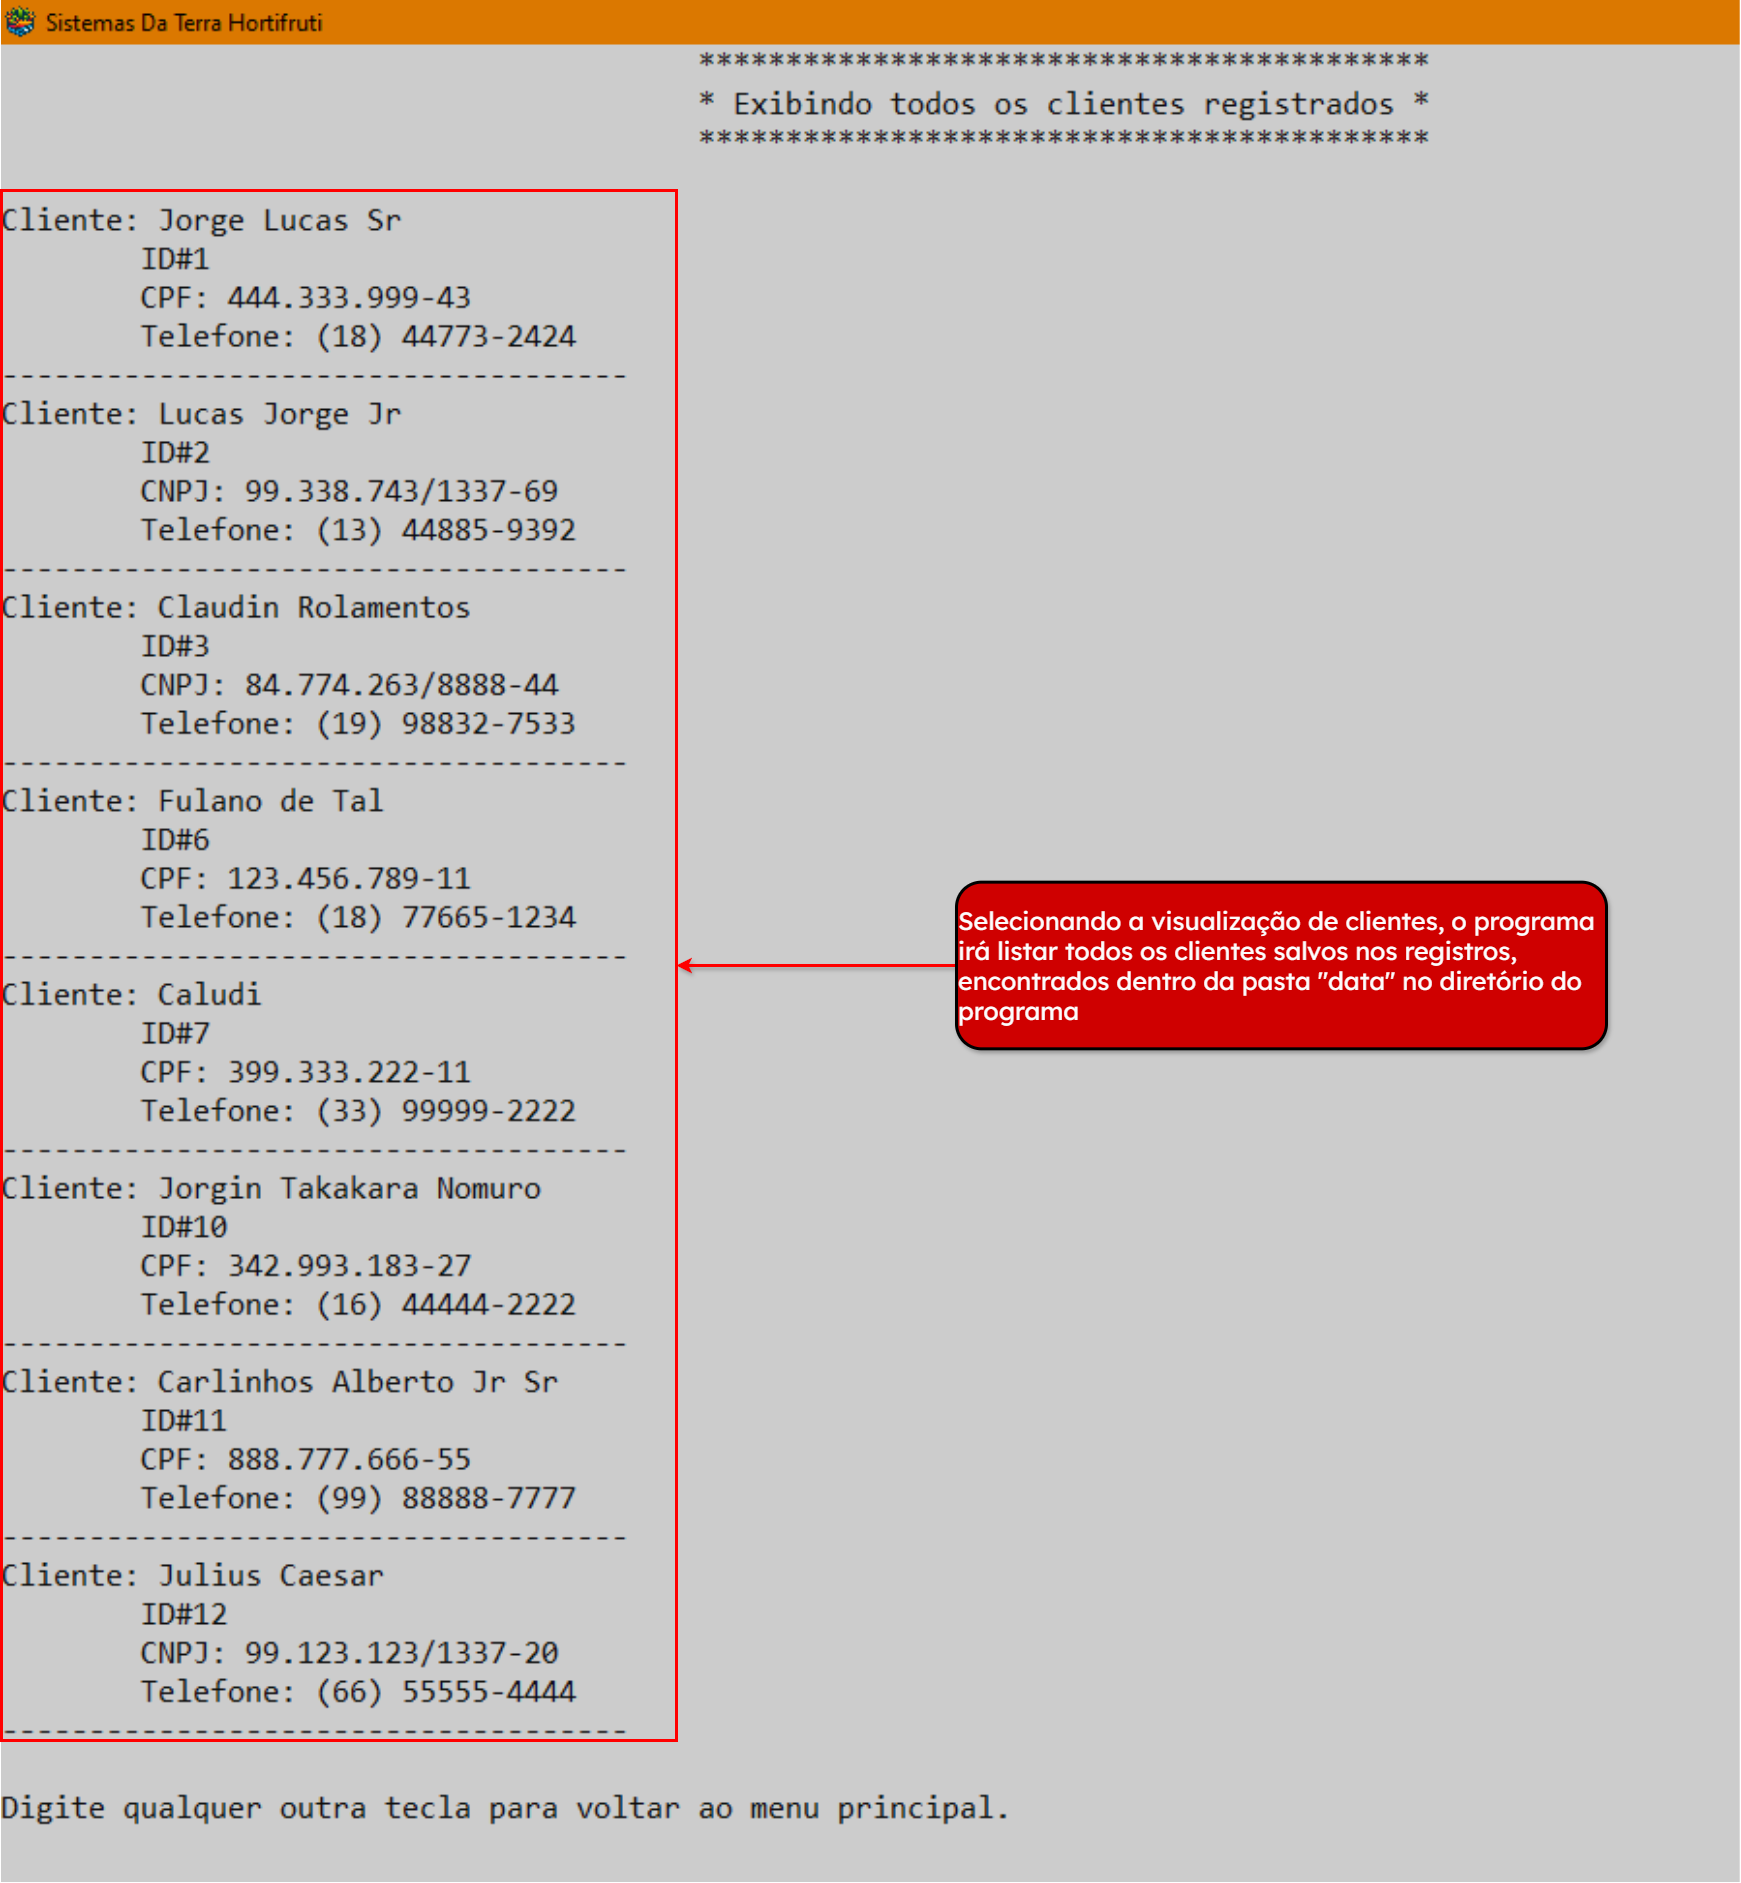 Sistemas Da Terra Hortifruti
******************************************
* Exibindo todos os clientes registrados *
******************************************
Cliente: Jorge Lucas Sr
ID#1
CPF: 444.333.999-43
Telefone: (18) 44773-2424
------------------------------------
Cliente: Lucas Jorge Jr
ID#2
CNPJ: 99.338.743/1337-69
Telefone: (13) 44885-9392
------------------------------------
Cliente: Claudin Rolamentos
ID#3
CNPJ: 84.774.263/8888-44
Telefone: (19) 98832-7533
------------------------------------
Cliente: Fulano de Tal
ID#6
CPF: 123.456.789-11
Telefone: (18) 77665-1234
------------------------------------
Cliente: Caludi
ID#7
CPF: 399.333.222-11
Telefone: (33) 99999-2222
------------------------------------
Cliente: Jorgin Takakara Nomuro
ID#10
CPF: 342.993.183-27
Telefone: (16) 44444-2222
------------------------------------
Cliente: Carlinhos Alberto Jr Sr
ID#11
CPF: 888.777.666-55
Telefone: (99) 88888-7777
------------------------------------
Cliente: Julius Caesar
ID#12
CNPJ: 99.123.123/1337-20
Telefone: (66) 55555-4444
------------------------------------
Selecionando a visualização de clientes, o programa
irá listar todos os clientes salvos nos registros,
encontrados dentro da pasta "data" no diretório do
programa
Digite qualquer outra tecla para voltar ao menu principal.